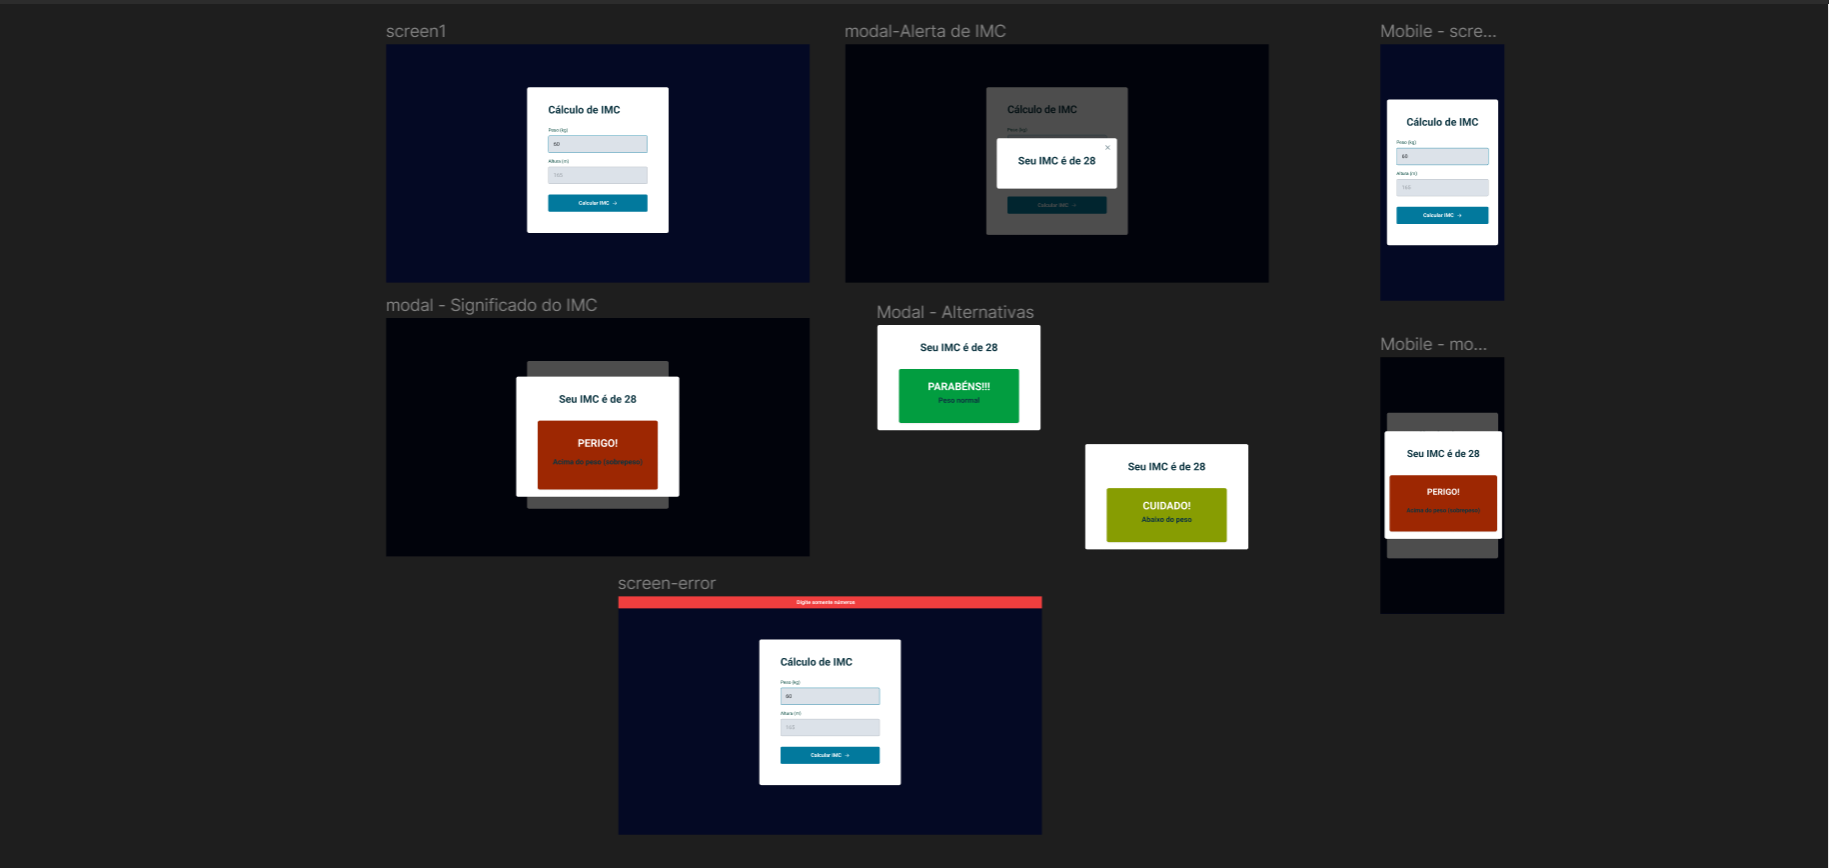 screen1
Cálculo de IMC
Peso (kg)
60
Altura (m)
165
Calcular IMC →
modal-Alerta de IMC
Cálculo de IMC
Peso (kg)
Seu IMC é de 28
Calcular IMC →
Mobile - scre...
Cálculo de IMC
Peso (kg)
60
Altura (m)
165
Calcular IMC →
modal - Significado do IMC
Seu IMC é de 28
PERIGO!
Acima do peso (sobrepeso)
Modal - Alternativas
Seu IMC é de 28
PARABÉNS!!!
Peso normal
Seu IMC é de 28
CUIDADO!
Abaixo do peso
Mobile - mo...
Seu IMC é de 28
PERIGO!
Acima do peso (sobrepeso)
screen-error
Digite somente números
Cálculo de IMC
Peso (kg)
60
Altura (m)
165
Calcular IMC →